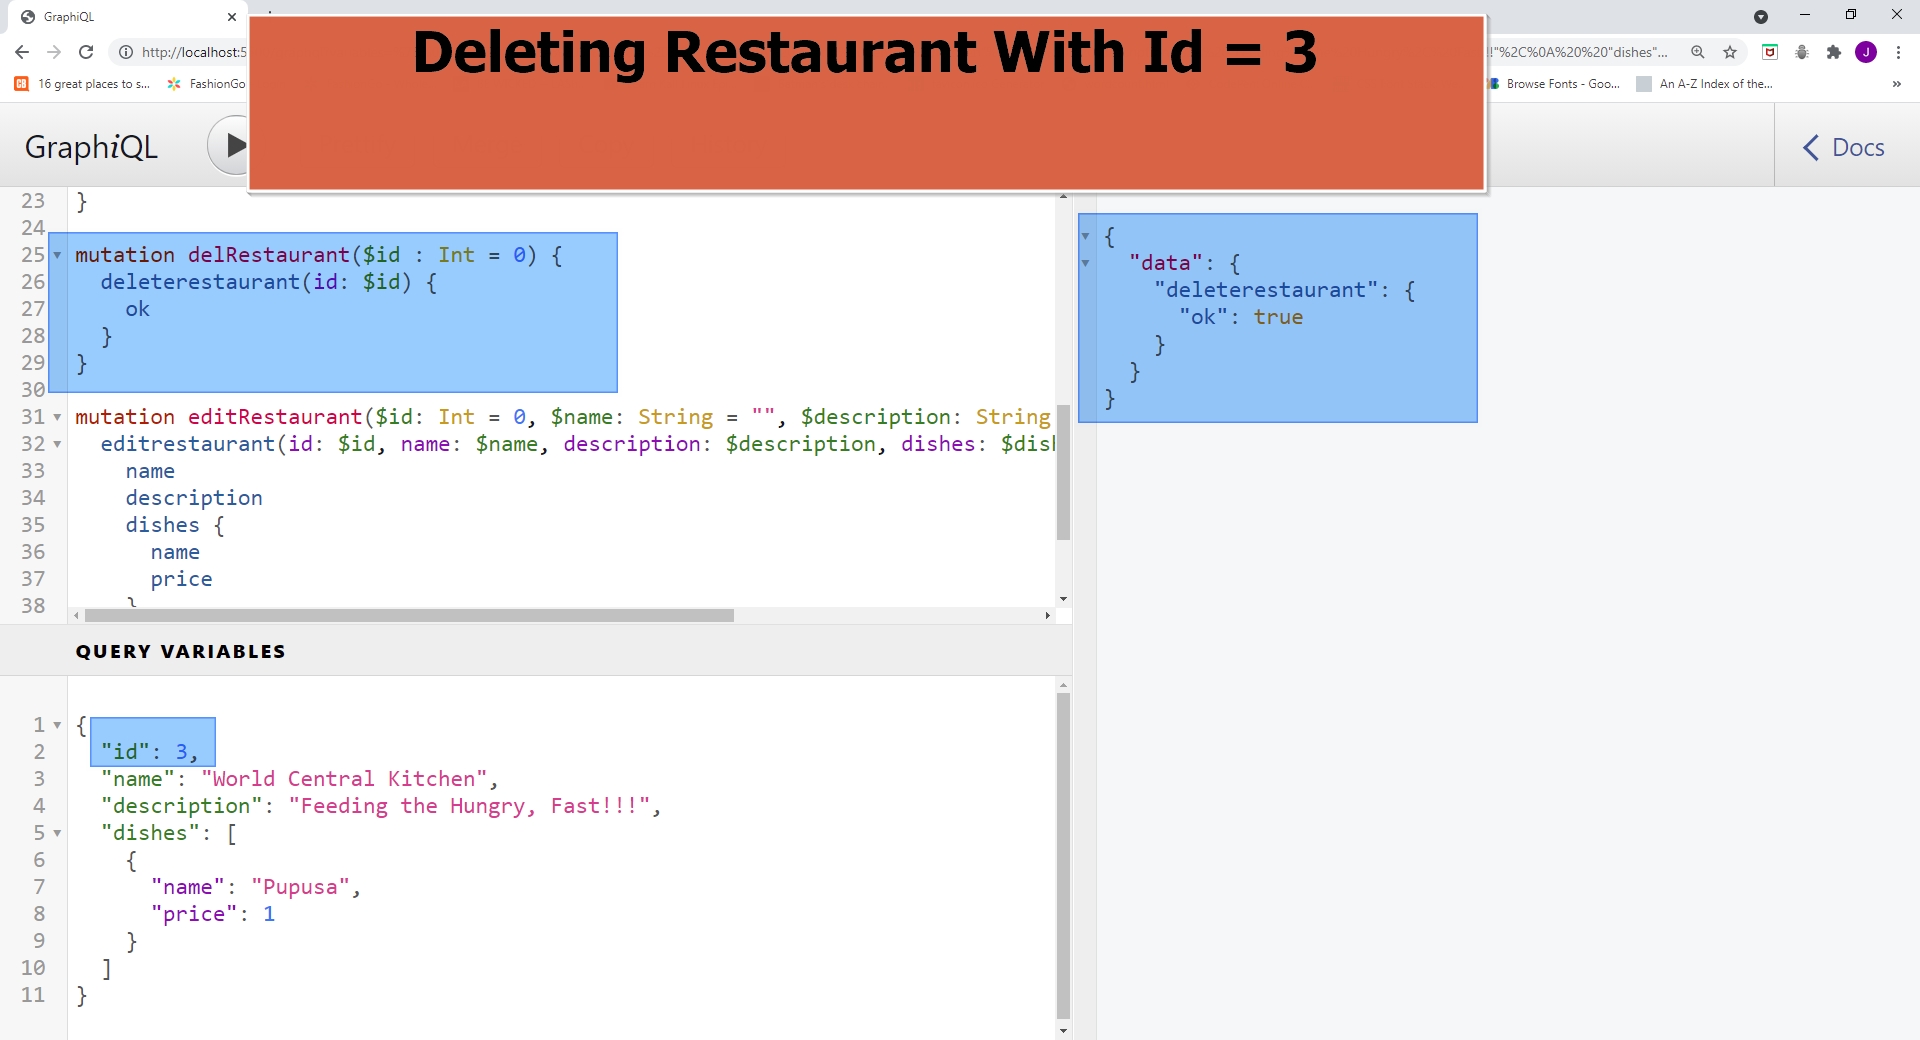 GraphiQL
Deleting Restaurant With Id = 3
http://localhost:5
!"%2C%0A%20%20"dishes"...
J
16 great places to s...
FashionGo
Browse Fonts - Goo...
An A-Z Index of the...
»
GraphiQL
Docs
23 }
24
25 mutation delRestaurant($id : Int = 0) {
26 deleterestaurant(id: $id) {
27 ok
28 }
29 }
30
31 mutation editRestaurant($id: Int = 0, $name: String = "", $description: String
32 editrestaurant(id: $id, name: $name, description: $description, dishes: $dish
33 name
34 description
35 dishes {
36 name
37 price
38 }
{
"data": {
"deleterestaurant": {
"ok": true
}
}
}
QUERY VARIABLES
1 {
2 "id": 3,
3 "name": "World Central Kitchen",
4 "description": "Feeding the Hungry, Fast!!!",
5 "dishes": [
6 {
7 "name": "Pupusa",
8 "price": 1
9 }
10 ]
11 }